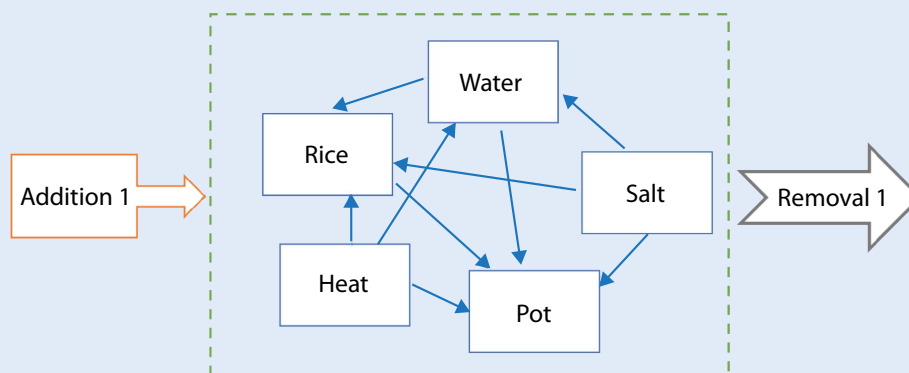 Water
Rice
Addition 1
Salt
Removal 1
Heat
Pot